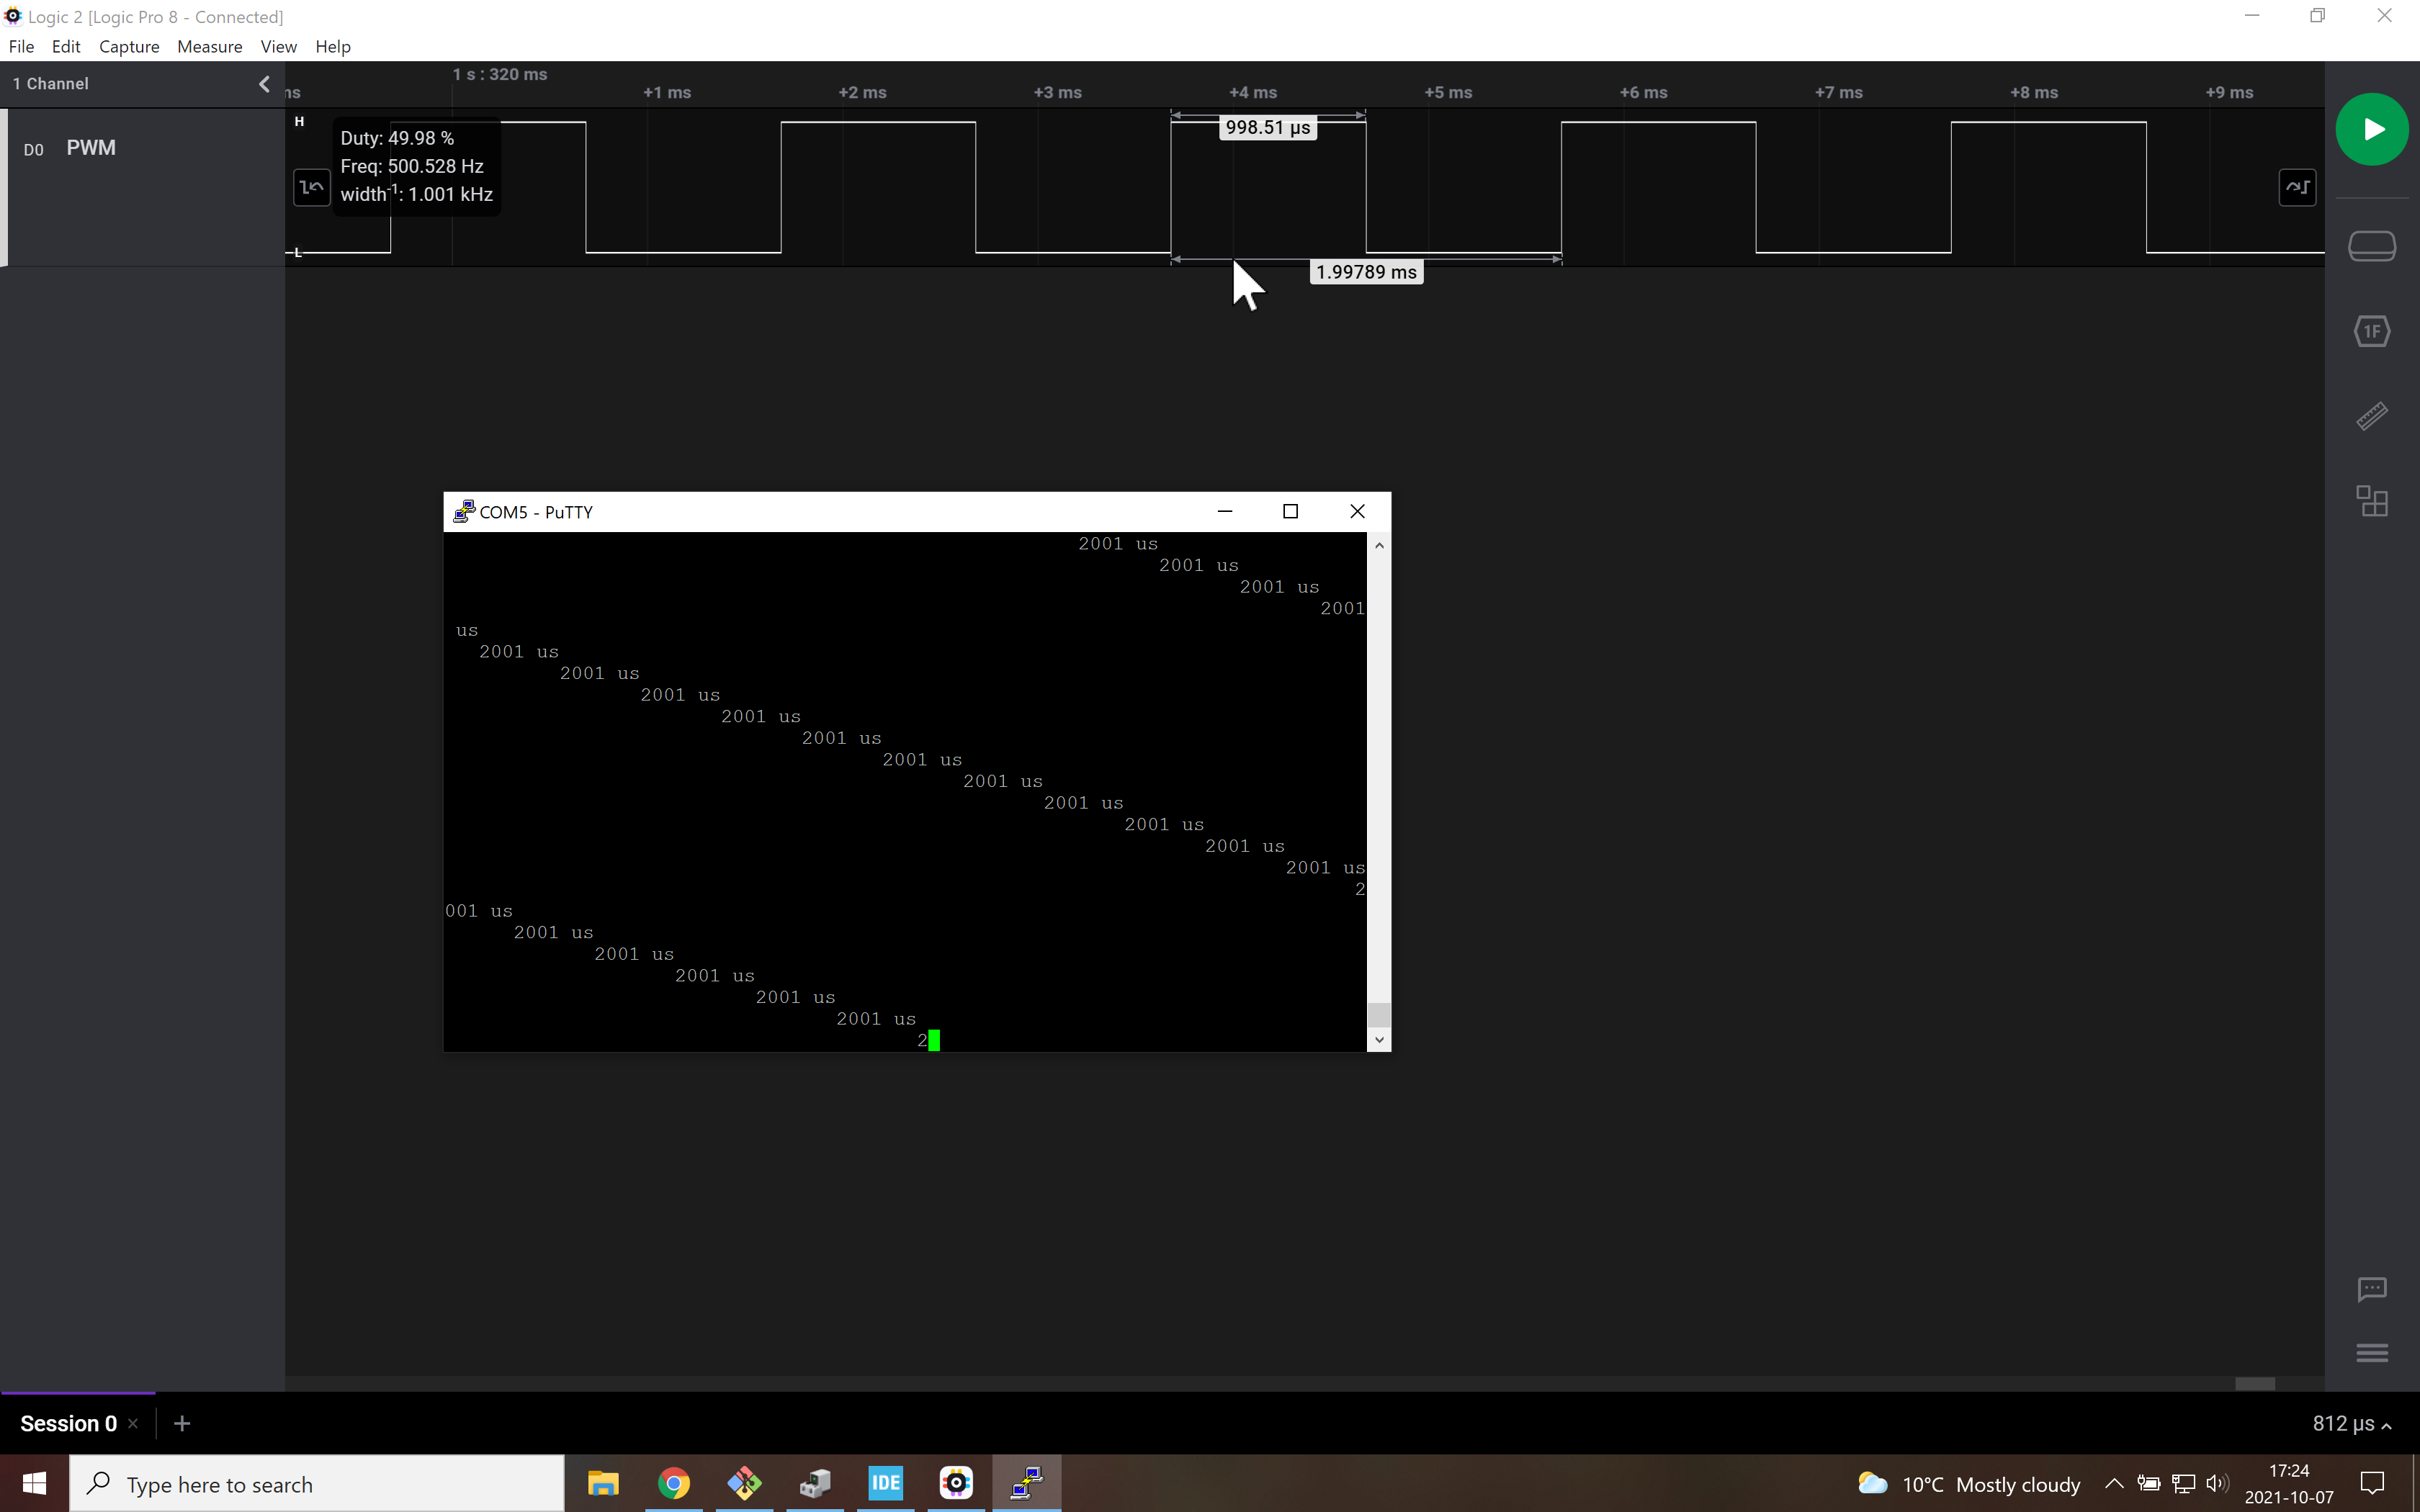 Logic 2 [Logic Pro 8 - Connected]
File Edit Capture Measure View Help
1 Channel
1 s : 320 ms
ns +1 ms +2 ms +3 ms +4 ms +5 ms +6 ms +7 ms +8 ms +9 ms
D0 PWM
H
L
Duty: 49.98 %
Freq: 500.528 Hz
width-1: 1.001 kHz
998.51 µs
1.99789 ms
1F
COM5 - PuTTY
2001 us
2001 us
2001 us
2001
us
2001 us
2001 us
2001 us
2001 us
2001 us
2001 us
2001 us
2001 us
2001 us
2001 us
2001 us
2
001 us
2001 us
2001 us
2001 us
2001 us
2001 us
2
Session 0
812 µs
Type here to search
IDE
10°C Mostly cloudy
17:24
2021-10-07